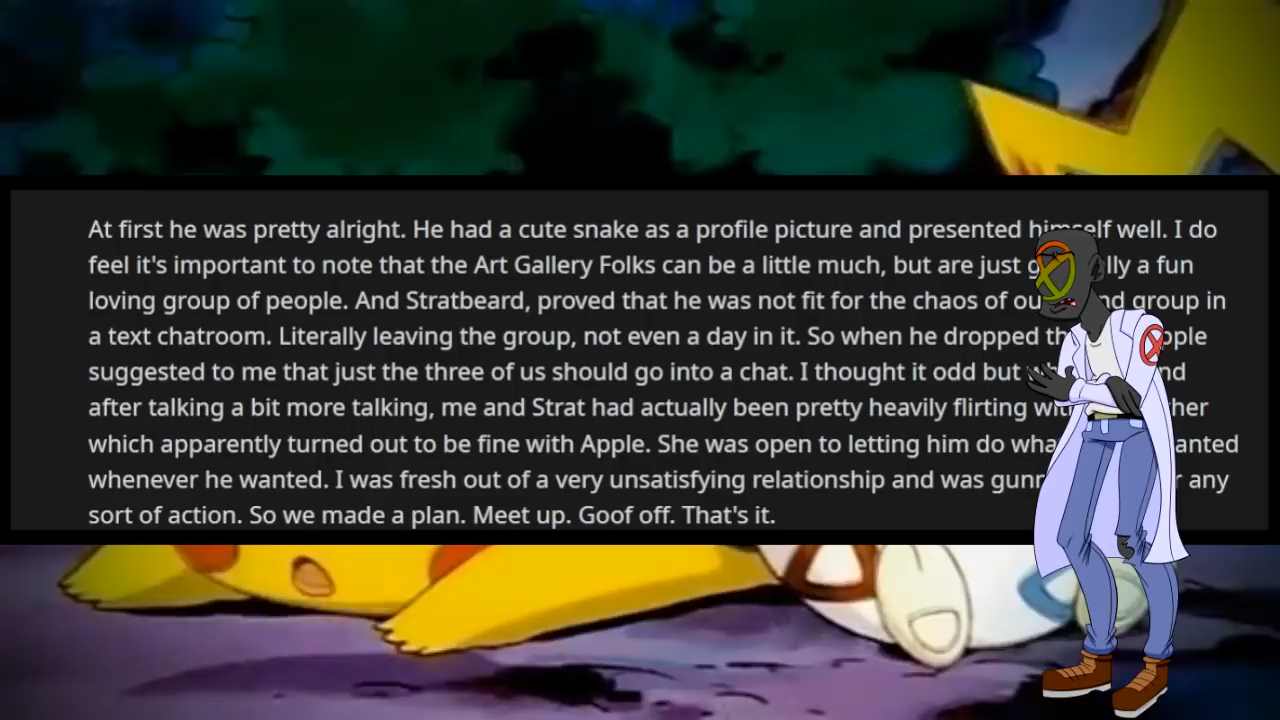 At first he was pretty alright. He had a cute snake as a profile picture and presented himself well. I do
feel it's important to note that the Art Gallery Folks can be a little much, but are just a fun
loving group of people. And Stratbeard, proved that he was not fit for the chaos of group in
a text chatroom. Literally leaving the group, not even a day in it. So when he dropped
suggested to me that just the three of us should go into a chat. I thought it odd but
after talking a bit more talking, me and Strat had actually been pretty heavily flirting
which apparently turned out to be fine with Apple. She was open to letting him do
whenever he wanted. I was fresh out of a very unsatisfying relationship and was any
sort of action. So we made a plan. Meet up. Goof off. That's it.